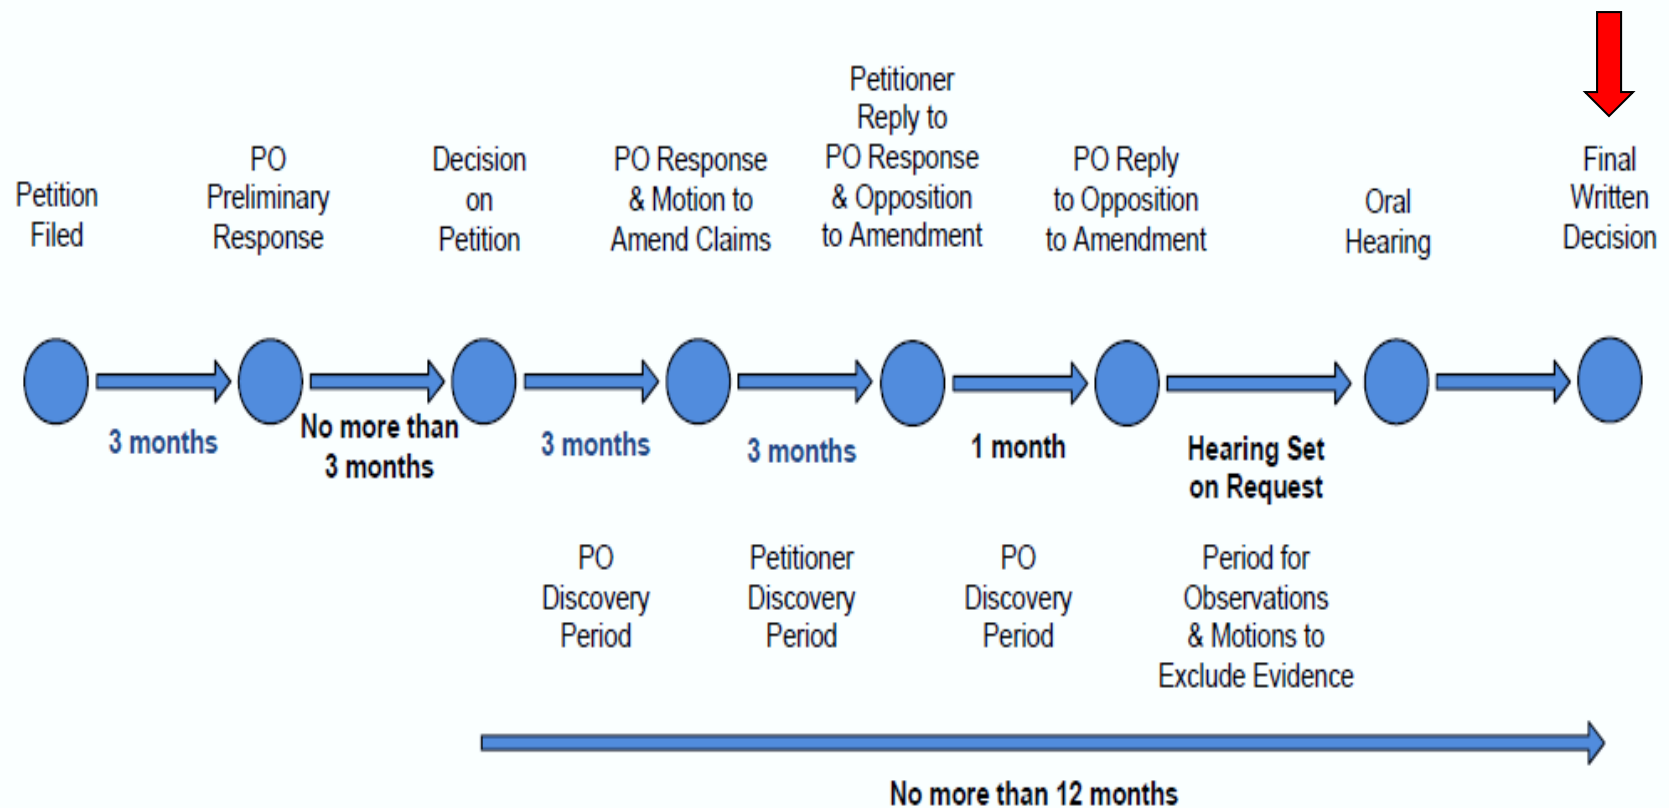 Petition
Filed
PO
Preliminary
Response
Decision
on
Petition
PO Response
& Motion to
Amend Claims
Petitioner
Reply to
PO Response
& Opposition
to Amendment
PO Reply
to Opposition
to Amendment
Oral
Hearing
Final
Written
Decision
3 months
No more than
3 months
3 months
3 months
1 month
Hearing Set
on Request
PO
Discovery
Period
Petitioner
Discovery
Period
PO
Discovery
Period
Period for
Observations
& Motions to
Exclude Evidence
No more than 12 months